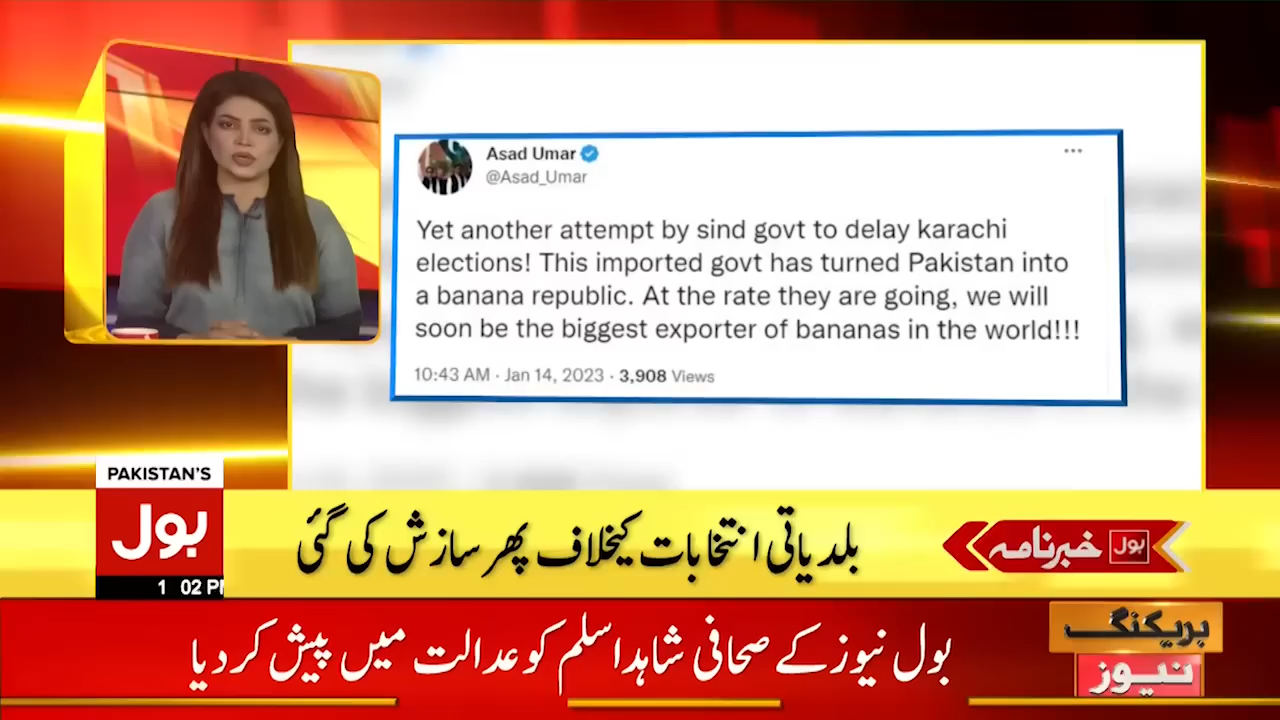 Asad Umar
@Asad_Umar
Yet another attempt by sind govt to delay karachi
elections! This imported govt has turned Pakistan into
a banana republic. At the rate they are going, we will
soon be the biggest exporter of bananas in the world!!!
10:43 AM · Jan 14, 2023 · 3,908 Views
PAKISTAN'S
بول
02 PM
بلدیاتی انتخابات کیخلاف پھر سازش کی گئی
بول خبرنامہ
بول نیوز کے صحافی شاہد اسلم کو عدالت میں پیش کر دیا
بریکنگ
نیوز